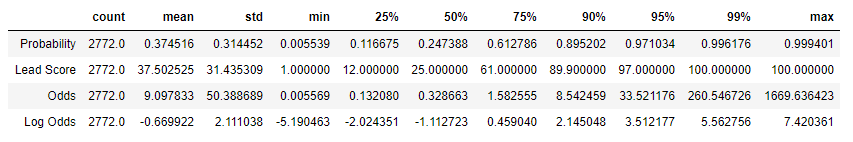 count mean std min 25% 50% 75% 90% 95% 99% max
Probability 2772.0 0.374516 0.314452 0.005539 0.116675 0.247388 0.612786 0.895202 0.971034 0.996176 0.999401
Lead Score 2772.0 37.502525 31.435309 1.000000 12.000000 25.000000 61.000000 89.900000 97.000000 100.000000 100.000000
Odds 2772.0 9.097833 50.388689 0.005569 0.132080 0.328663 1.582555 8.542459 33.521176 260.546726 1669.636423
Log Odds 2772.0 -0.669922 2.111038 -5.190463 -2.024351 -1.112723 0.459040 2.145048 3.512177 5.562756 7.420361